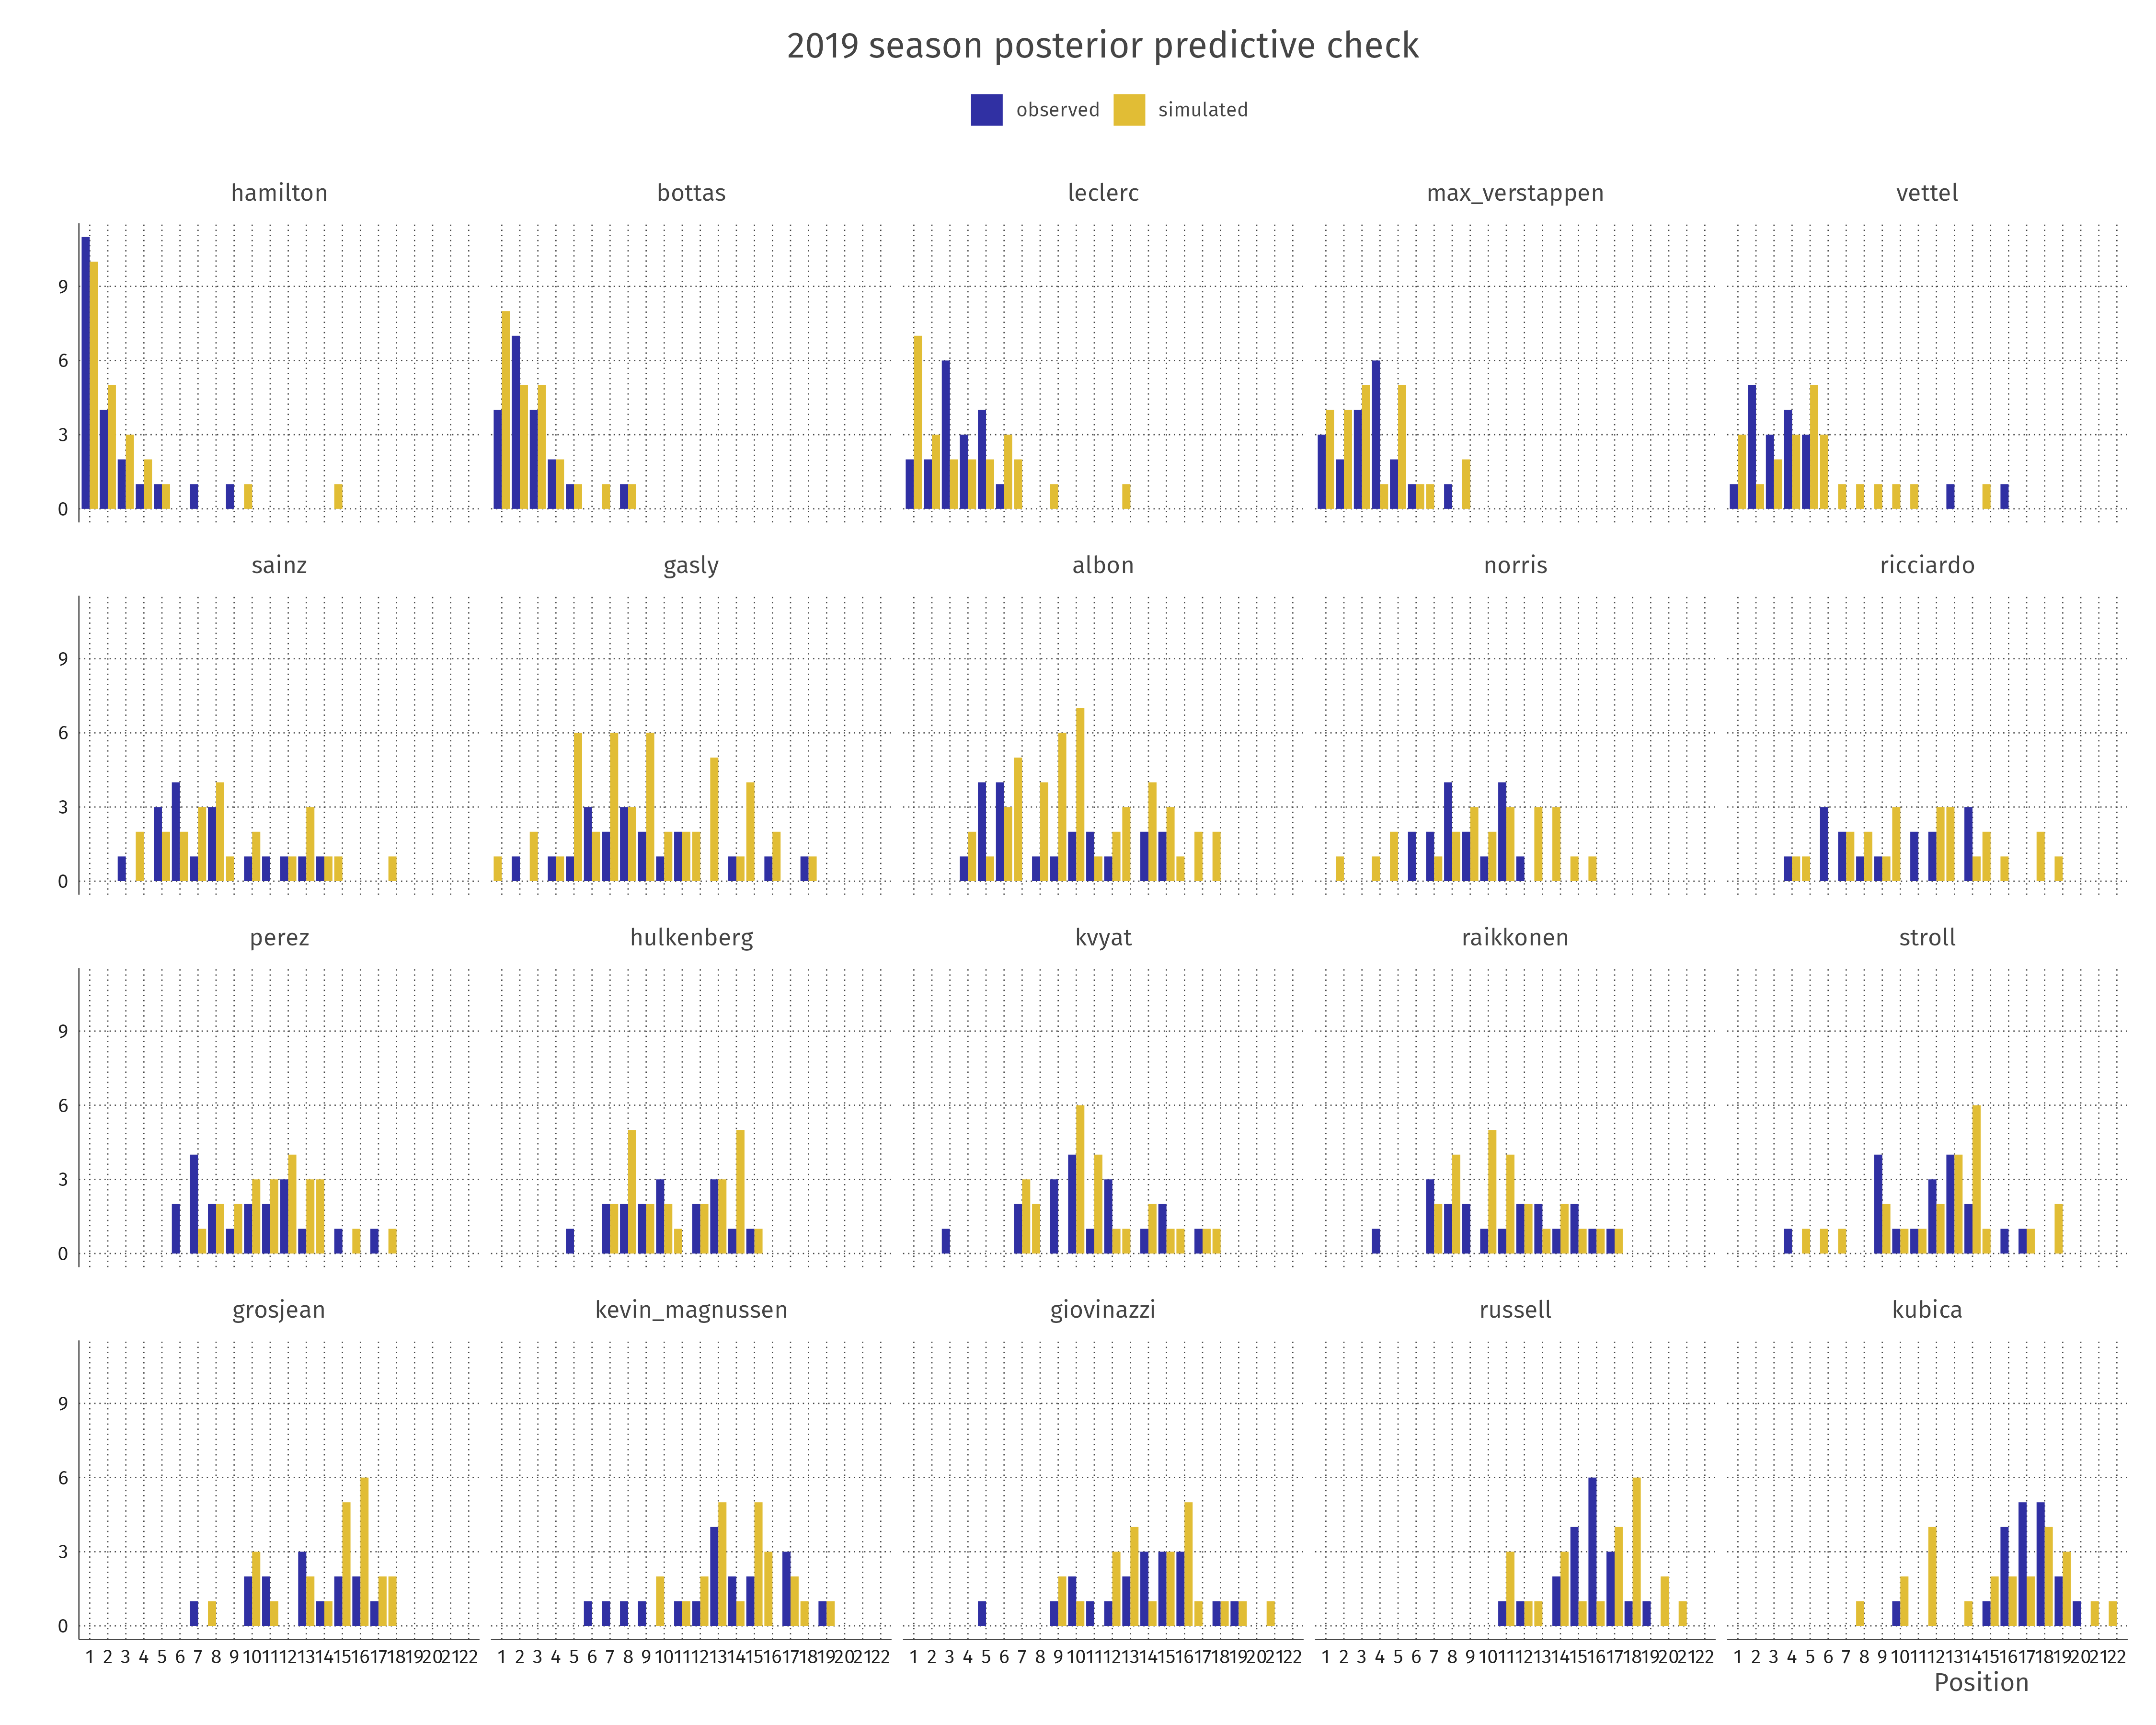 2019 season posterior predictive check
observed simulated
hamilton bottas leclerc max_verstappen vettel
9
6
3
0
sainz gasly albon norris ricciardo
9
6
3
0
perez hulkenberg kvyat raikkonen stroll
9
6
3
0
grosjean kevin_magnussen giovinazzi russell kubica
9
6
3
0
1 2 3 4 5 6 7 8 9 10 11 12 13 14 15 16 17 18 19 20 21 22 1 2 3 4 5 6 7 8 9 10 11 12 13 14 15 16 17 18 19 20 21 22 1 2 3 4 5 6 7 8 9 10 11 12 13 14 15 16 17 18 19 20 21 22 1 2 3 4 5 6 7 8 9 10 11 12 13 14 15 16 17 18 19 20 21 22 1 2 3 4 5 6 7 8 9 10 11 12 13 14 15 16 17 18 19 20 21 22
Position